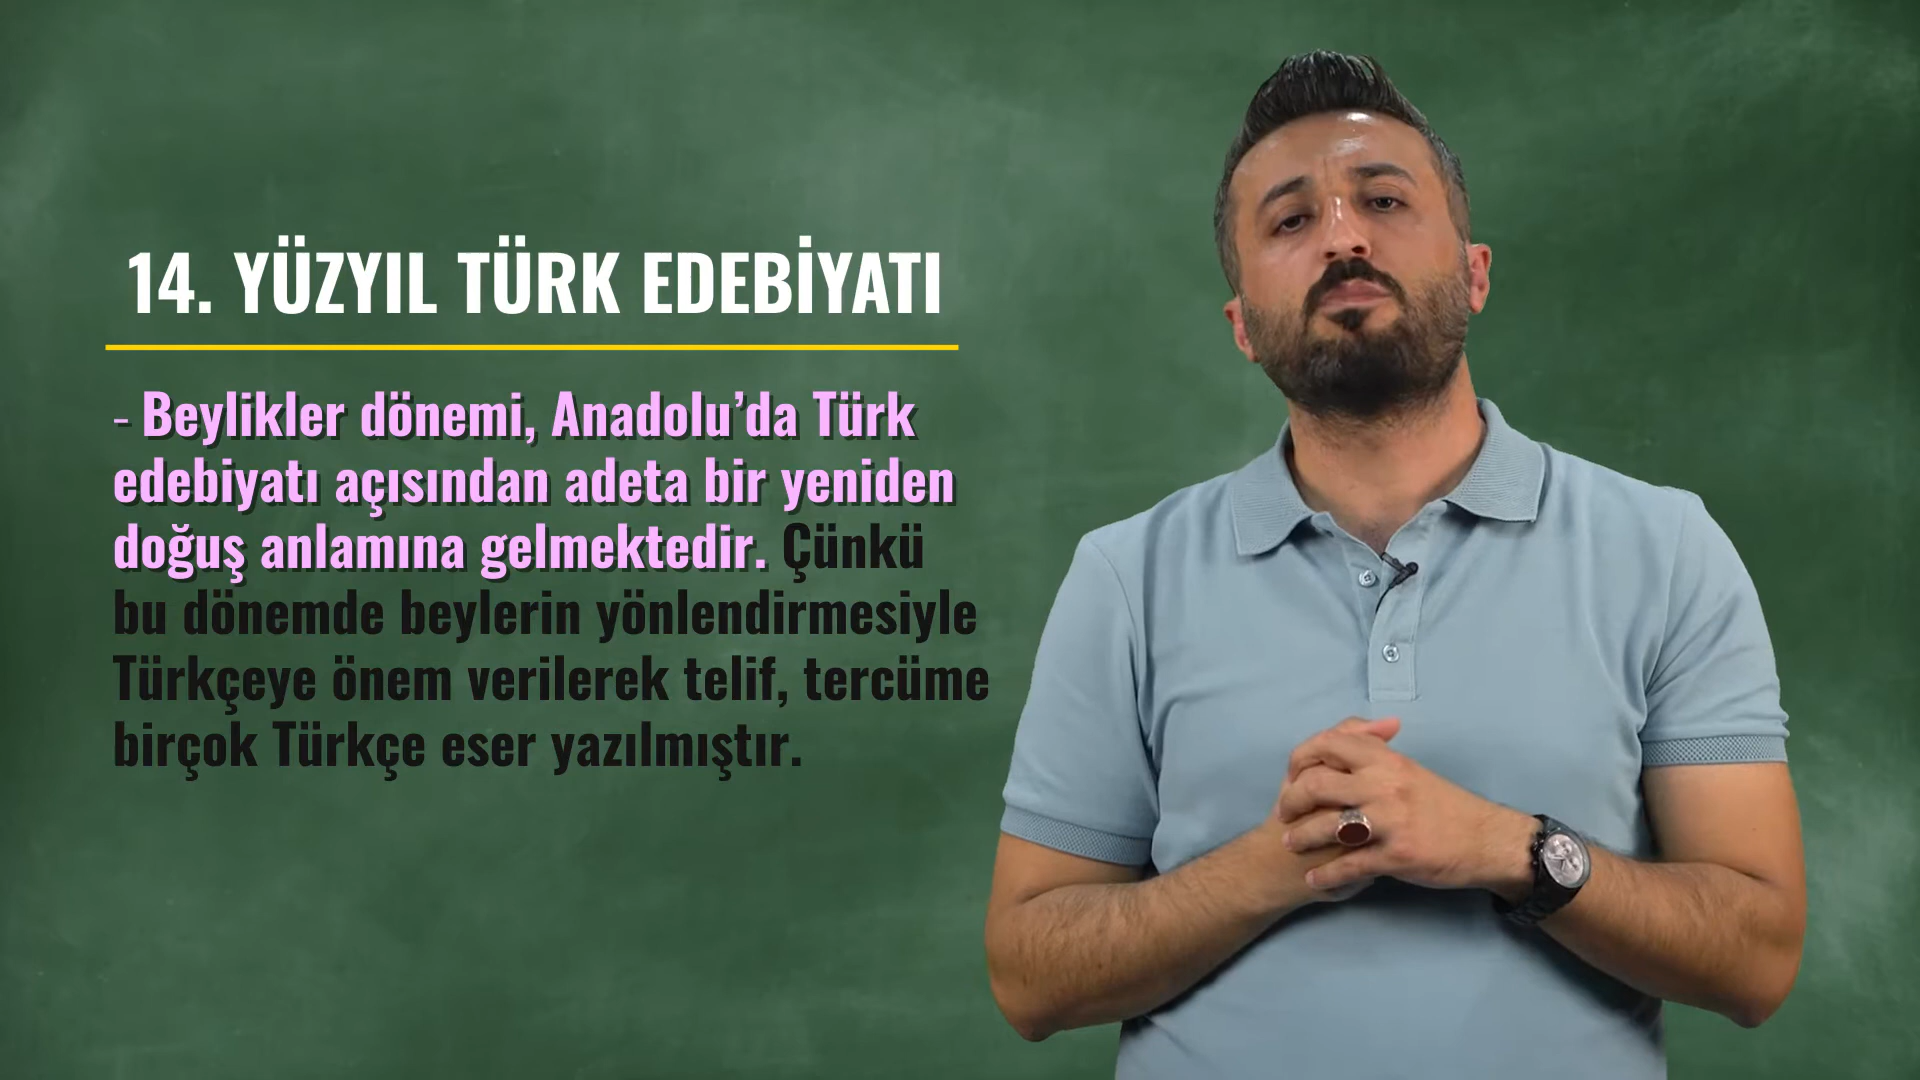 14. YÜZYIL TÜRK EDEBİYATI
- Beylikler dönemi, Anadolu’da Türk
edebiyatı açısından adeta bir yeniden
doğuş anlamına gelmektedir. Çünkü
bu dönemde beylerin yönlendirmesiyle
Türkçeye önem verilerek telif, tercüme
birçok Türkçe eser yazılmıştır.